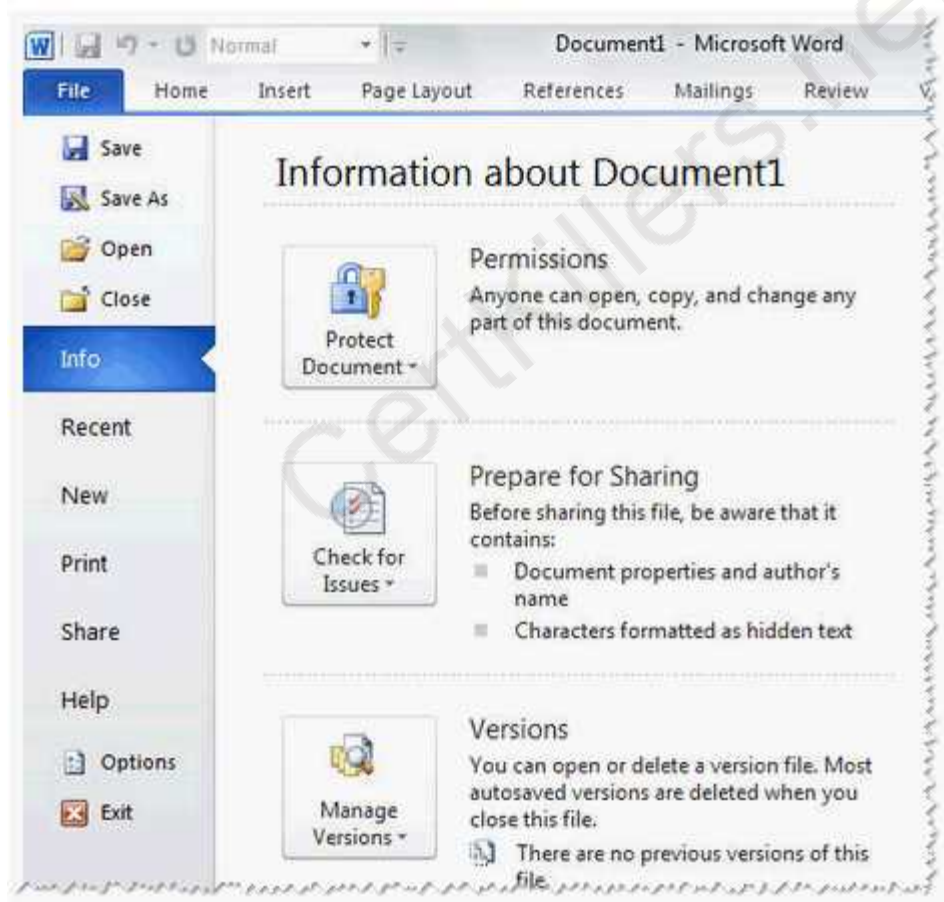 W Normal Document1 - Microsoft Word
File Home Insert Page Layout References Mailings Review
Save
Save As
Open
Close
Info
Recent
New
Print
Share
Help
Options
Exit
Information about Document1
Protect
Document
Permissions
Anyone can open, copy, and change any
part of this document.
Check for
Issues
Prepare for Sharing
Before sharing this file, be aware that it
contains:
Document properties and author's
name
Characters formatted as hidden text
Manage
Versions
Versions
You can open or delete a version file. Most
autosaved versions are deleted when you
close this file.
There are no previous versions of this
file.